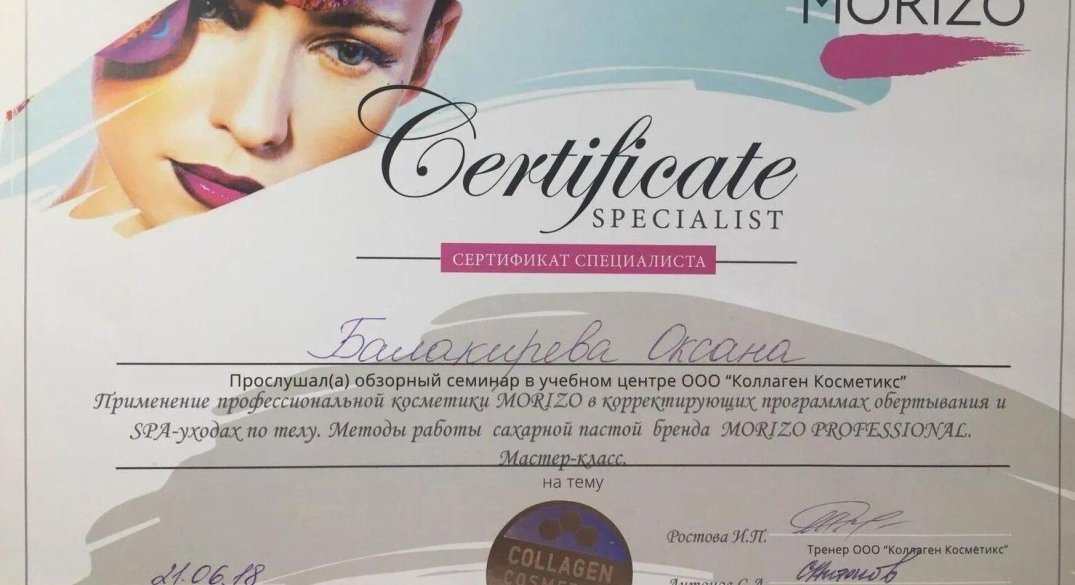 MORIZO
Certificate
SPECIALIST
СЕРТИФИКАТ СПЕЦИАЛИСТА
Балакирева Оксана
Прослушал(а) обзорный семинар в учебном центре ООО “Коллаген Косметикс”
Применение профессиональной косметики MORIZO в корректирующих программах обертывания и
SPA-уходах по телу. Методы работы сахарной пастой бренда MORIZO PROFESSIONAL.
Мастер-класс.
на тему
Ростова И.П.
Тренер ООО “Коллаген Косметикс”
21.06.18
COLLAGEN